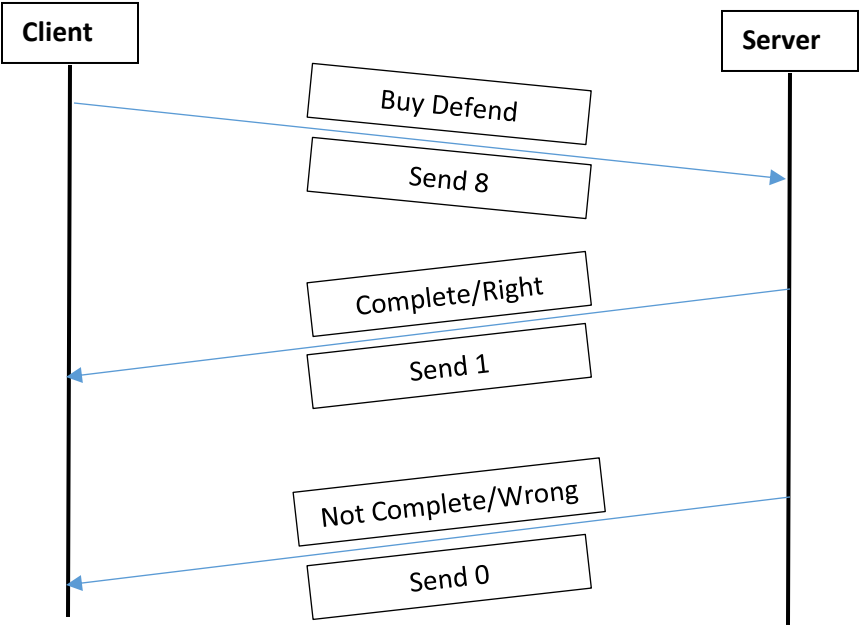 Client
Server
Buy Defend
Send 8
Complete/Right
Send 1
Not Complete/Wrong
Send 0